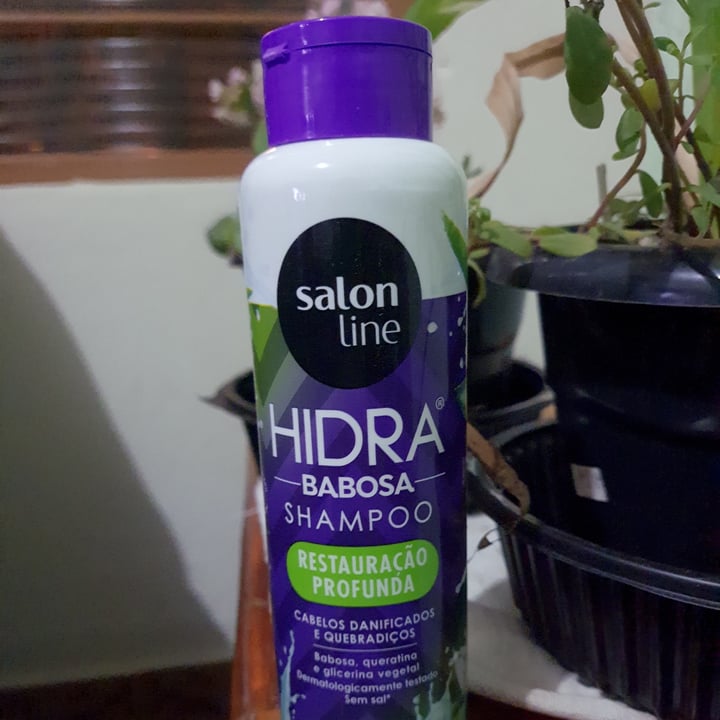 salon
line
HIDRA®
BABOSA
SHAMPOO
RESTAURAÇÃO
PROFUNDA
CABELOS DANIFICADOS
E QUEBRADIÇOS
Babosa, queratina
e glicerina vegetal
Dermatologicamente testado
Sem sal*